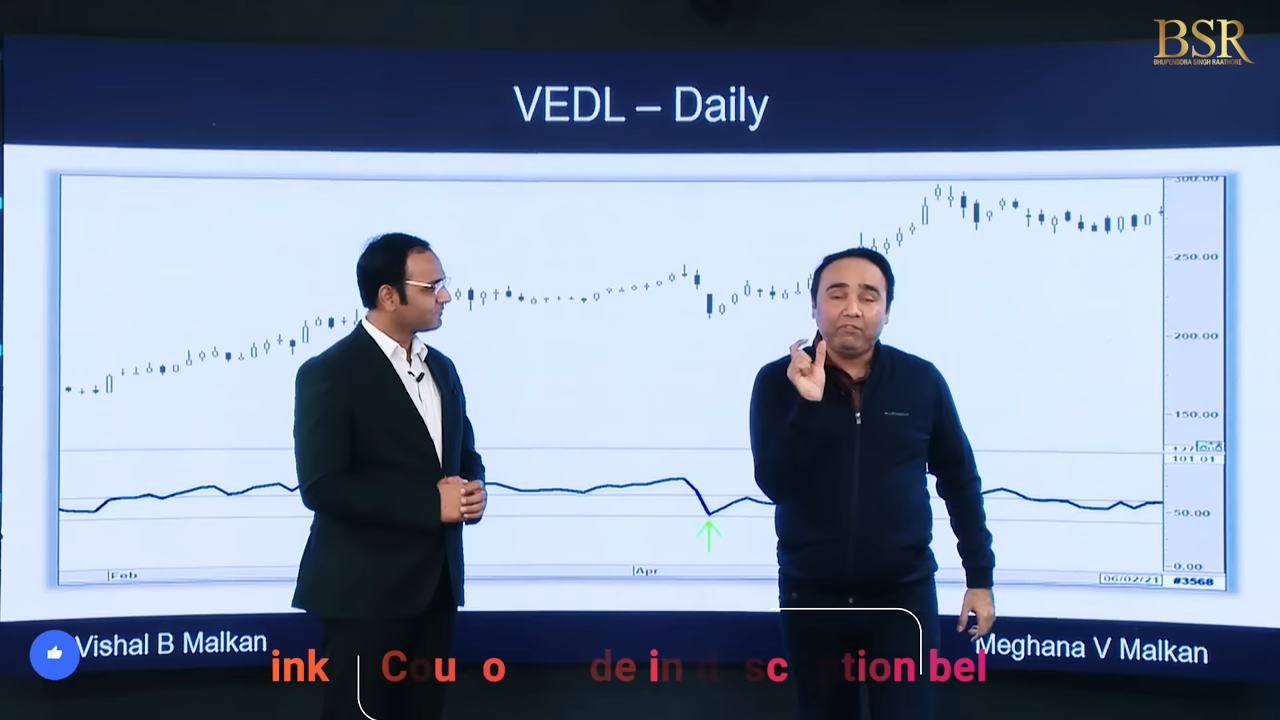 BSR
BHUPENDDRA SINGH RAATHORE
VEDL – Daily
300.00
250.00
200.00
150.00
101.01
50.00
0.00
Feb
Apr
06/02/21
#3568
Vishal B Malkan
Meghana V Malkan